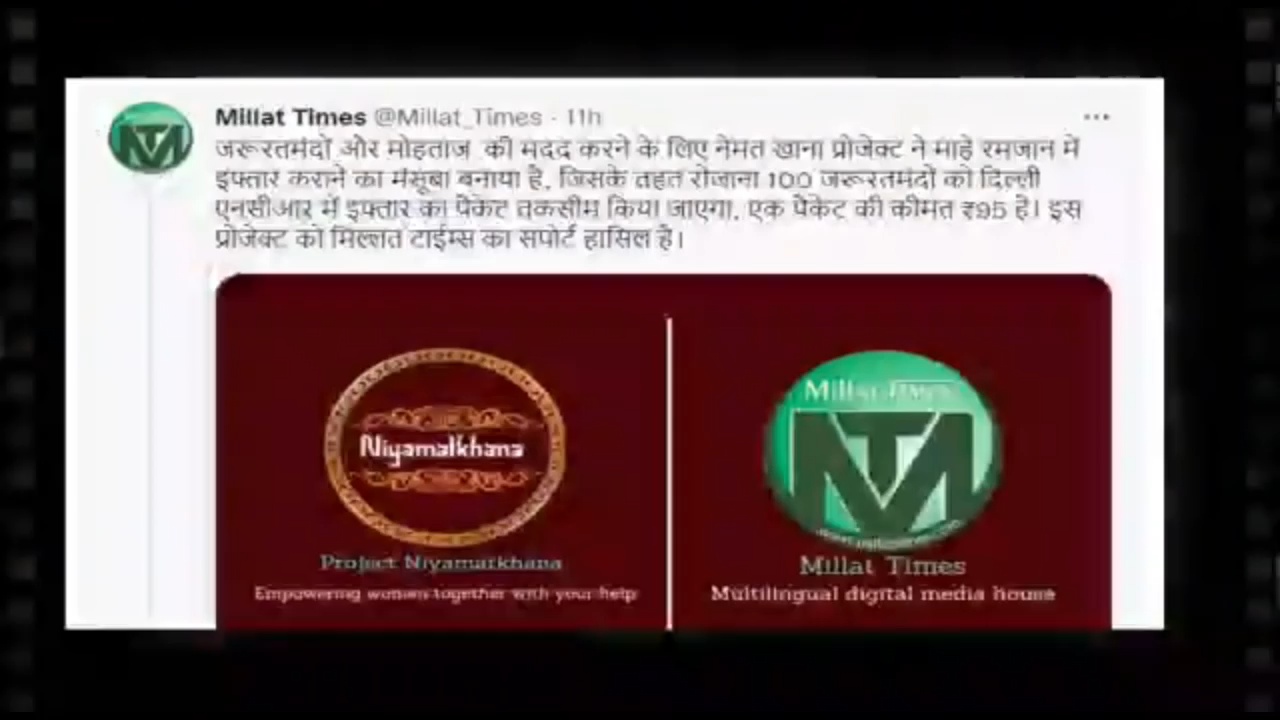 Millat Times @Millat_Times · 11h
जरूरतमंदों और मोहताज की मदद करने के लिए नेमत खाना प्रोजेक्ट ने माहे रमजान में
इफ्तार कराने का मंसूबा बनाया है, जिसके तहत रोजाना 100 जरूरतमंदों को दिल्ली
एनसीआर में इफ्तार का पैकेट तकसीम किया जाएगा, एक पैकेट की कीमत ₹95 है। इस
प्रोजेक्ट को मिल्लत टाईम्स का सपोर्ट हासिल है।
Niyamatkhana
Project Niyamatkhana
Empowering women together with your help
Millat Times
MT
Millat Times
Multilingual digital media house